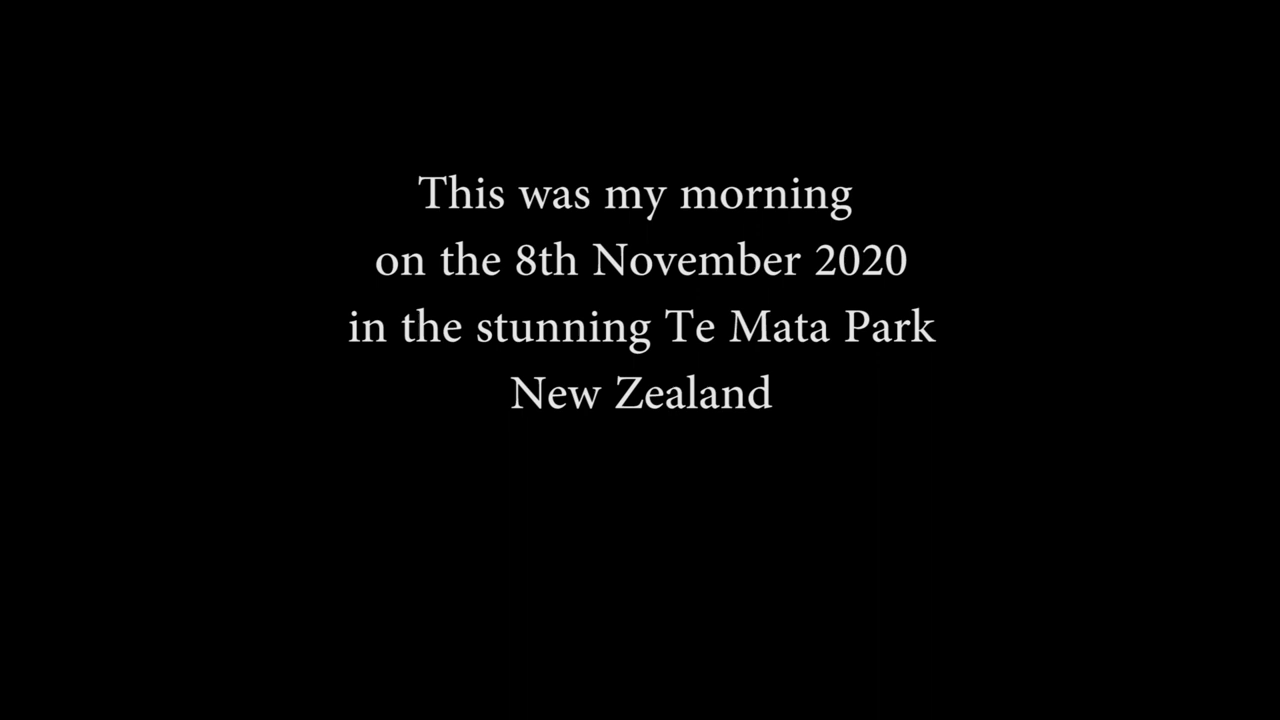 This was my morning
on the 8th November 2020
in the stunning Te Mata Park
New Zealand